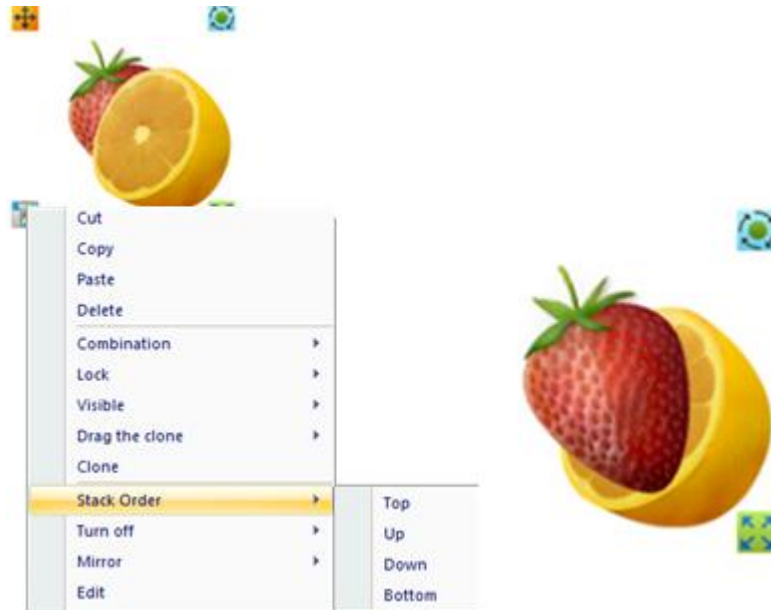 Cut
Copy
Paste
Delete
Combination
Lock
Visible
Drag the clone
Clone
Stack Order
Turn off
Mirror
Edit
Top
Up
Down
Bottom